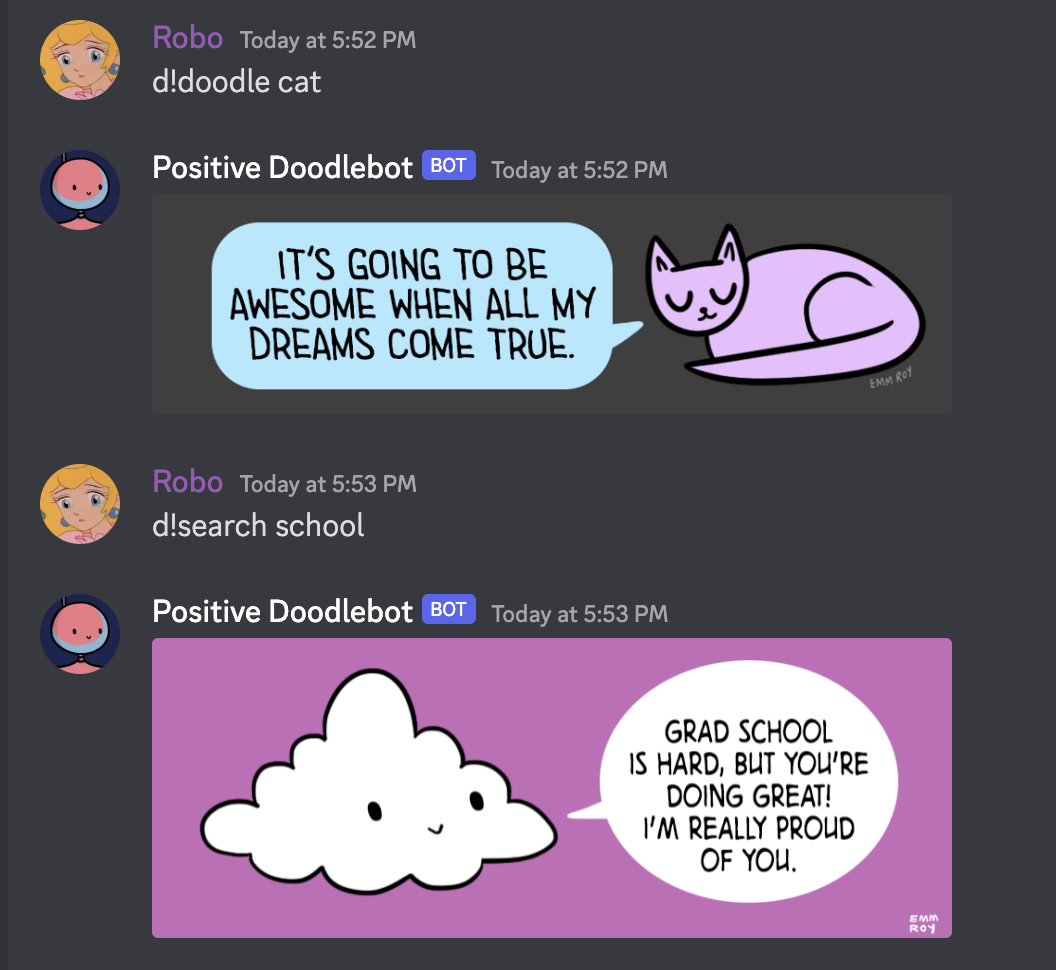 Robo Today at 5:52 PM
d!doodle cat
Positive Doodlebot BOT Today at 5:52 PM
IT'S GOING TO BE
AWESOME WHEN ALL MY
DREAMS COME TRUE.
EMM ROY
Robo Today at 5:53 PM
d!search school
Positive Doodlebot BOT Today at 5:53 PM
GRAD SCHOOL
IS HARD, BUT YOU'RE
DOING GREAT!
I'M REALLY PROUD
OF YOU.
EMM
ROY